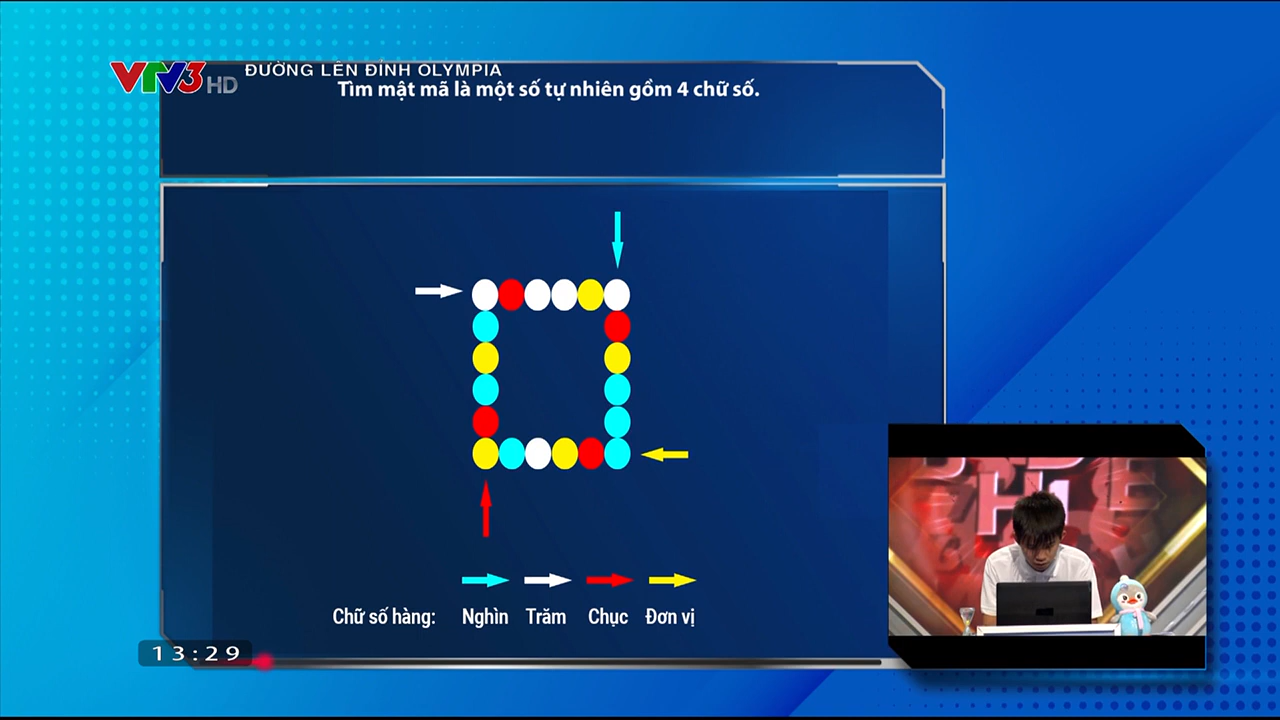 VTV3 HD
ĐƯỜNG LÊN ĐỈNH OLYMPIA
Tìm mật mã là một số tự nhiên gồm 4 chữ số.
Chữ số hàng: Nghìn Trăm Chục Đơn vị
13:29